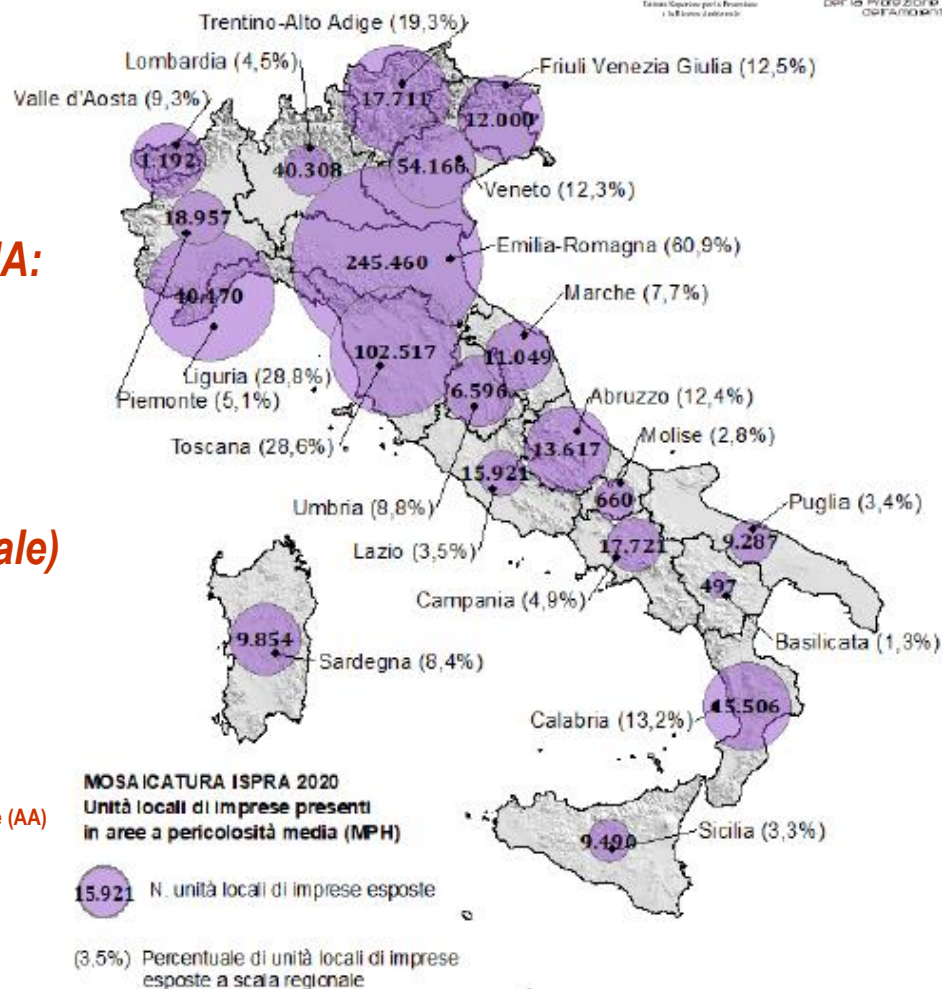 per la Protezione
dell'Ambient
Trentino-Alto Adige (19,3%)
Lombardia (4,5%)
Friuli Venezia Giulia (12,5%)
Valle d'Aosta (9,3%)
17.711
12.000
1.192
40.308
54.166
Veneto (12,3%)
18.957
IA:
245.460
Emilia-Romagna (60,9%)
40.170
Marche (7,7%)
102.517
11.049
Liguria (28,8%)
Piemonte (5,1%)
6.596
Abruzzo (12,4%)
Toscana (28,6%)
13.617
Molise (2,8%)
15.921
660
Umbria (8,8%)
Puglia (3,4%)
ale)
Lazio (3,5%)
17.721
9.287
Campania (4,9%)
497
9.854
Basilicata (1,3%)
Sardegna (8,4%)
15.506
Calabria (13,2%)
MOSAICATURA ISPRA 2020
Unità locali di imprese presenti
in aree a pericolosità media (MPH)
e (AA)
9.490
Sicilia (3,3%)
15.921 N. unità locali di imprese esposte
(3,5%) Percentuale di unità locali di imprese
esposte a scala regionale